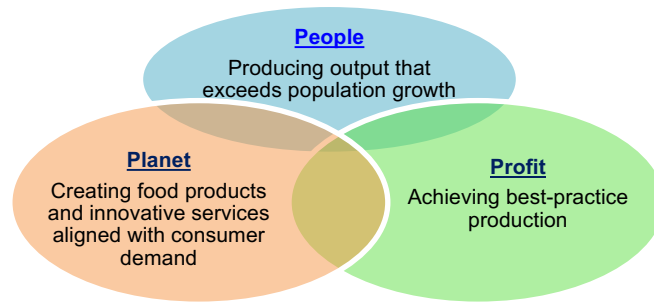 People
Producing output that
exceeds population growth
Planet
Creating food products
and innovative services
aligned with consumer
demand
Profit
Achieving best-practice
production